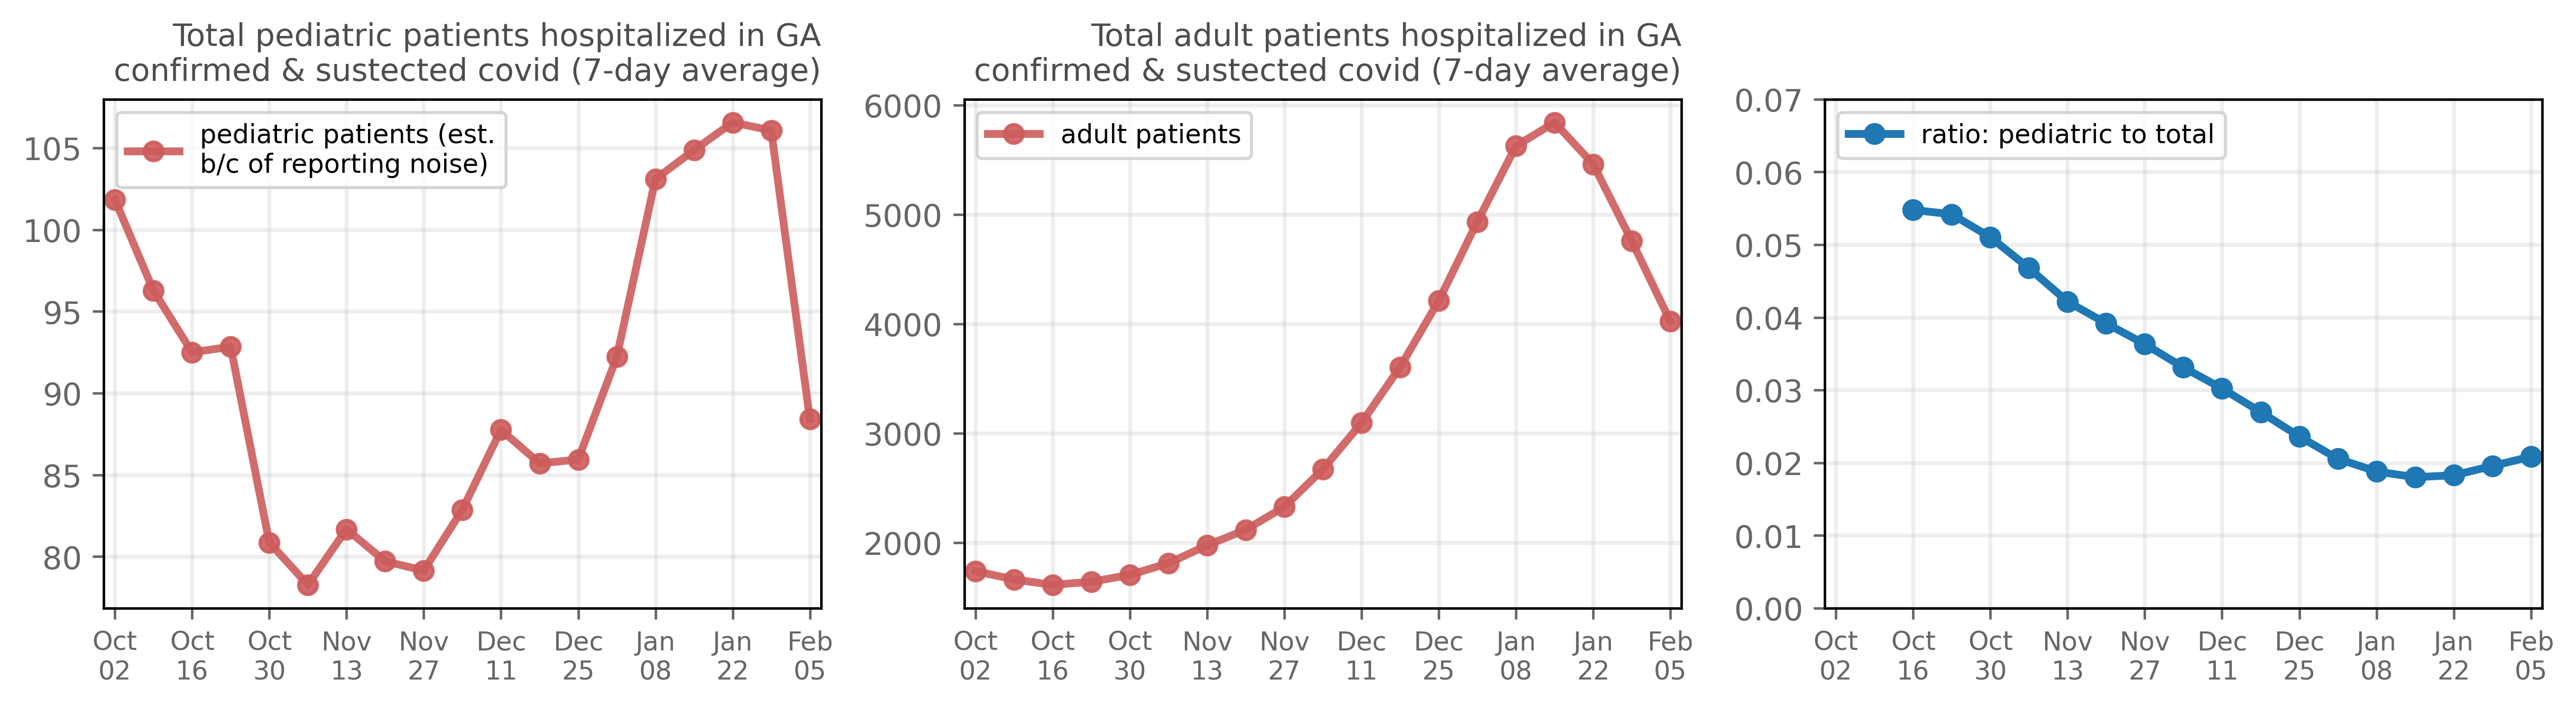 Total pediatric patients hospitalized in GA
confirmed & sustected covid (7-day average)
pediatric patients (est.
b/c of reporting noise)
105
100
95
90
85
80
Oct Oct Oct Nov Nov Dec Dec Jan Jan Feb
02 16 30 13 27 11 25 08 22 05
Total adult patients hospitalized in GA
confirmed & sustected covid (7-day average)
adult patients
6000
5000
4000
3000
2000
Oct Oct Oct Nov Nov Dec Dec Jan Jan Feb
02 16 30 13 27 11 25 08 22 05
ratio: pediatric to total
0.07
0.06
0.05
0.04
0.03
0.02
0.01
0.00
Oct Oct Oct Nov Nov Dec Dec Jan Jan Feb
02 16 30 13 27 11 25 08 22 05